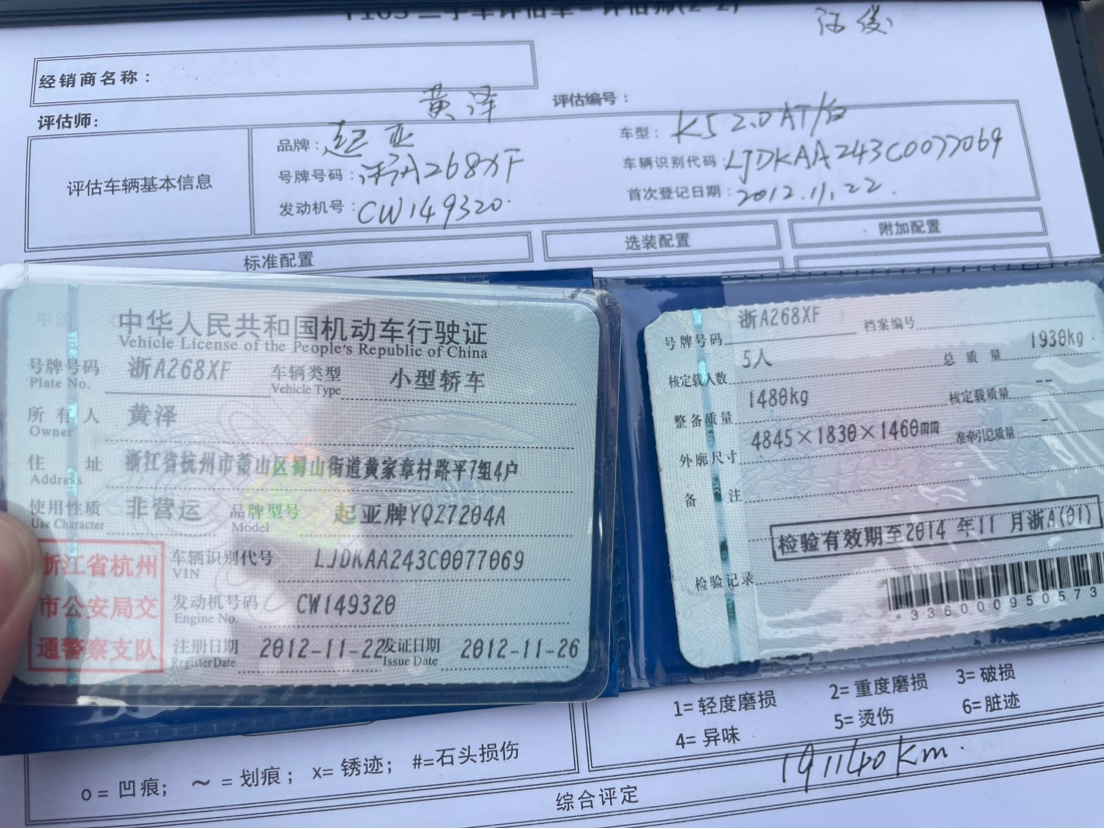 经销商名称:
评估师: 黄泽 评估编号:
评估车辆基本信息
品牌: 起亚 车型: K5 2.0AT/台
号牌号码: 浙A268XF 车辆识别代码: LJDKAA243C0077069
发动机号: CW149320 首次登记日期: 2012.11.22.
标准配置 选装配置 附加配置
中华人民共和国机动车行驶证
Vehicle License of the People's Republic of China
号牌号码 浙A268XF 车辆类型 小型轿车
Plate No. Vehicle Type
所有人 黄泽
Owner
住址 浙江省杭州市萧山区蜀山街道黄家章村路平7组4户
Address
使用性质 非营运 品牌型号 起亚牌YQZ7204A
Use Character Model
浙江省杭州市公安局交通警察支队
车辆识别代号 LJDKAA243C0077069
VIN
发动机号码 CW149320
Engine No.
注册日期 2012-11-22 发证日期 2012-11-26
Register Date Issue Date
号牌号码 浙A268XF 档案编号
核定载人数 5人 总质量 1930kg
整备质量 1480kg 核定载质量 --
外廓尺寸 4845×1830×1460mm 准牵引总质量 --
备注
检验有效期至2014年11月浙A(01)
检验记录
*3360009505573
1=轻度磨损 2=重度磨损 3=破损
4=异味 5=烫伤 6=脏迹
o=凹痕; ~=划痕; x=锈迹; #=石头损伤
191140km.
综合评定